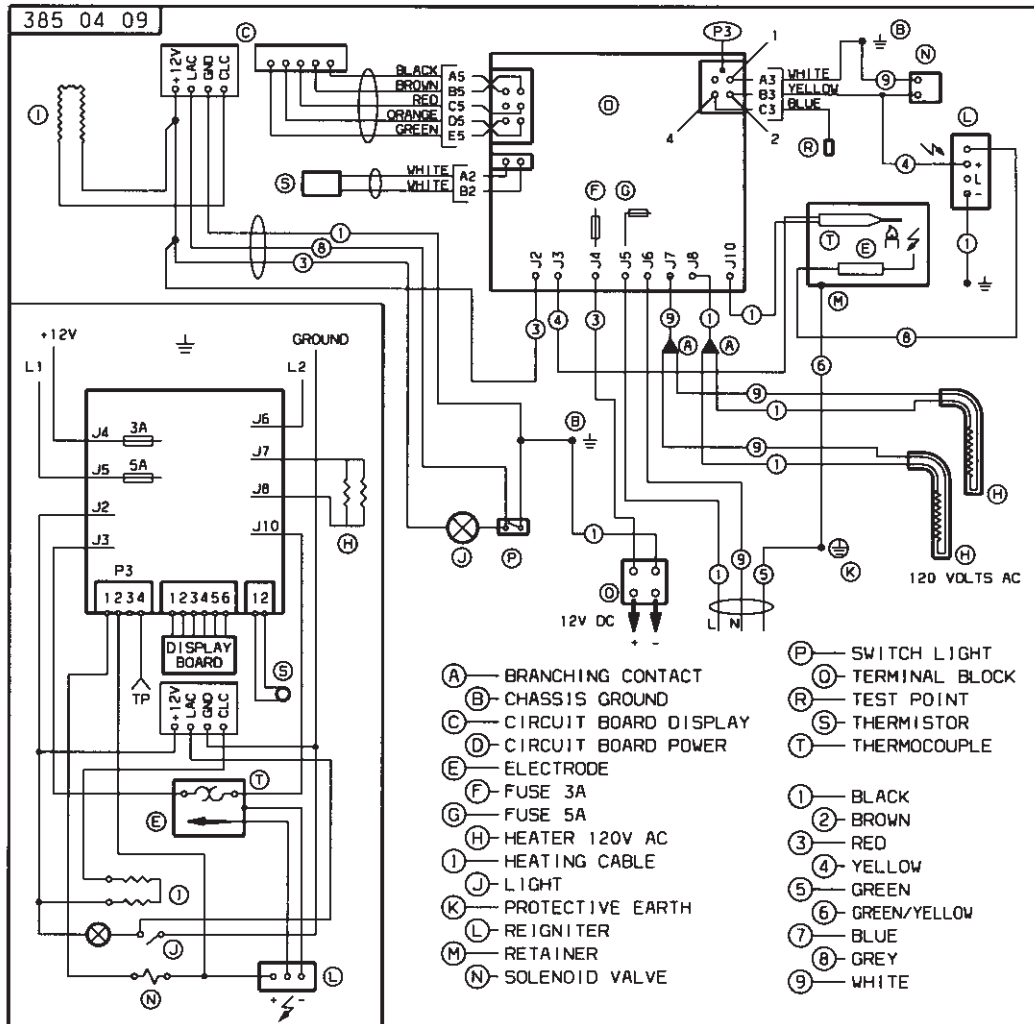 385 04 09
+12V LAC GND CLC
C
I
BLACK A5
BROWN B5
RED C5
ORANGE D5
GREEN E5
S
WHITE A2
WHITE B2
P3
1
4
2
D
A3 WHITE
B3 YELLOW
C3 BLUE
B
9
N
R
L
4
+
L
-
1
F
G
J2 J3 J4 J5 J6 J7 J8 J10
T
E
M
8
1
8
3
3 4 3 9 1 1
A A
6
9
1
9
1
H
H
120 VOLTS AC
B
J
P
1
O
12V DC
+ -
1 9 5
L N
K
+12V
GROUND
L1
L2
J4 3A
J5 5A
J2
J3
J6
J7
J8
J10
H
P3
1234
123456
12
DISPLAY
BOARD
TP
S
+12V LAC GND CLC
T
E
I
J
N
L
+ -
A BRANCHING CONTACT
B CHASSIS GROUND
C CIRCUIT BOARD DISPLAY
D CIRCUIT BOARD POWER
E ELECTRODE
F FUSE 3A
G FUSE 5A
H HEATER 120V AC
I HEATING CABLE
J LIGHT
K PROTECTIVE EARTH
L REIGNITER
M RETAINER
N SOLENOID VALVE
P SWITCH LIGHT
O TERMINAL BLOCK
R TEST POINT
S THERMISTOR
T THERMOCOUPLE
1 BLACK
2 BROWN
3 RED
4 YELLOW
5 GREEN
6 GREEN/YELLOW
7 BLUE
8 GREY
9 WHITE